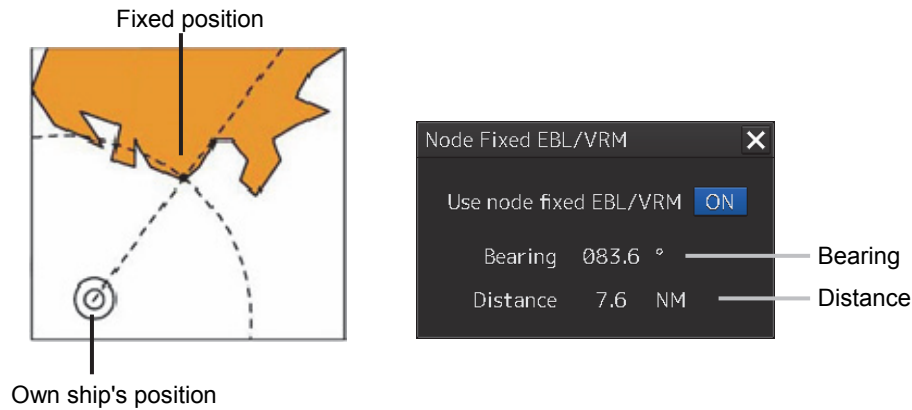 Fixed position
Own ship's position
Node Fixed EBL/VRM
Use node fixed EBL/VRM ON
Bearing 083.6 °
Distance 7.6 NM
Bearing
Distance